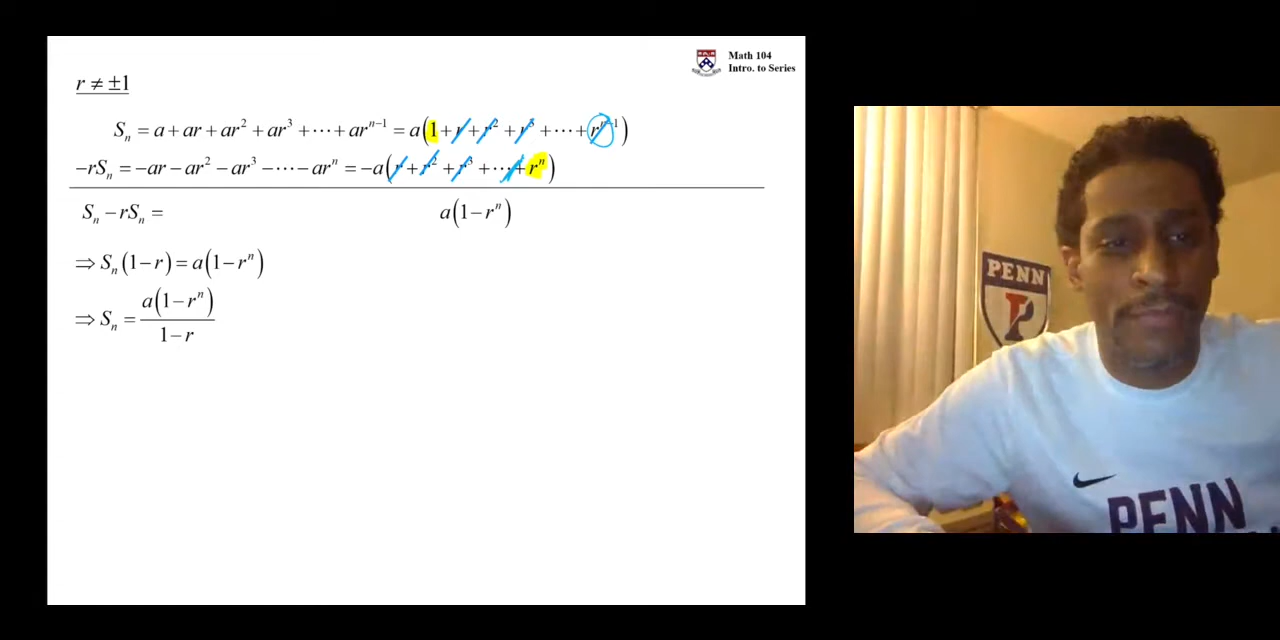 Math 104
Intro. to Series
r ≠ ±1
Sₙ = a + ar + ar² + ar³ + ⋯ + arⁿ⁻¹ = a(1 + r + r² + r³ + ⋯ + rⁿ⁻¹)
−rSₙ = −ar − ar² − ar³ − ⋯ − arⁿ = −a(r + r² + r³ + ⋯ + rⁿ)
Sₙ − rSₙ = a(1 − rⁿ)
⇒ Sₙ(1 − r) = a(1 − rⁿ)
⇒ Sₙ = a(1 − rⁿ) / 1 − r
PENN
P
PENN